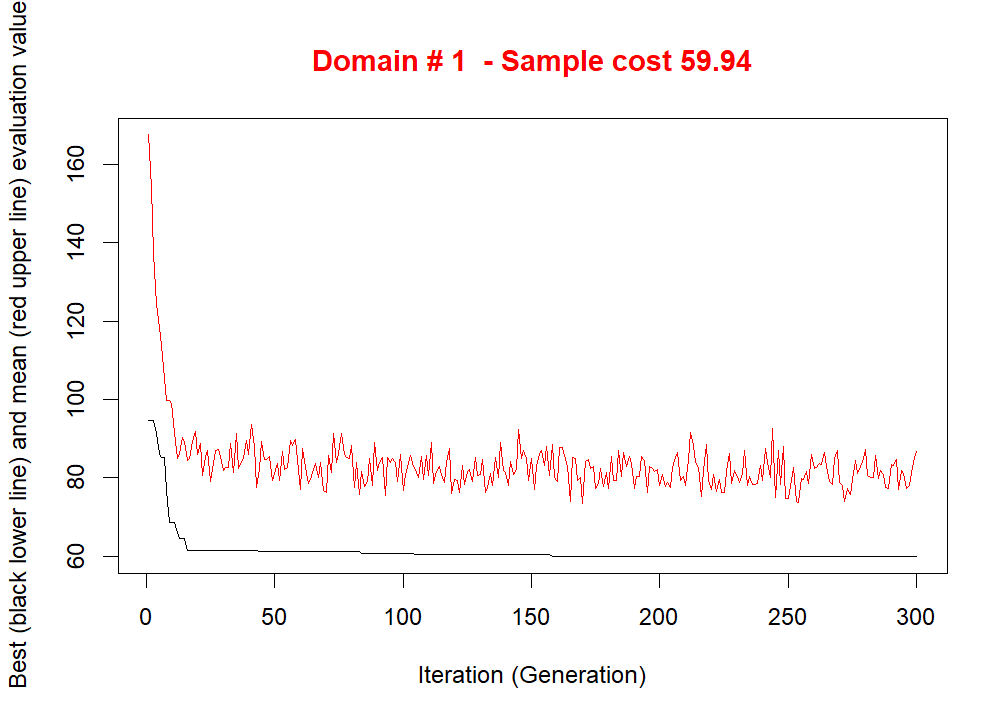 Domain # 1  - Sample cost 59.94
Best (black lower line) and mean (red upper line) evaluation value
160
140
120
100
80
60
0 50 100 150 200 250 300
Iteration (Generation)